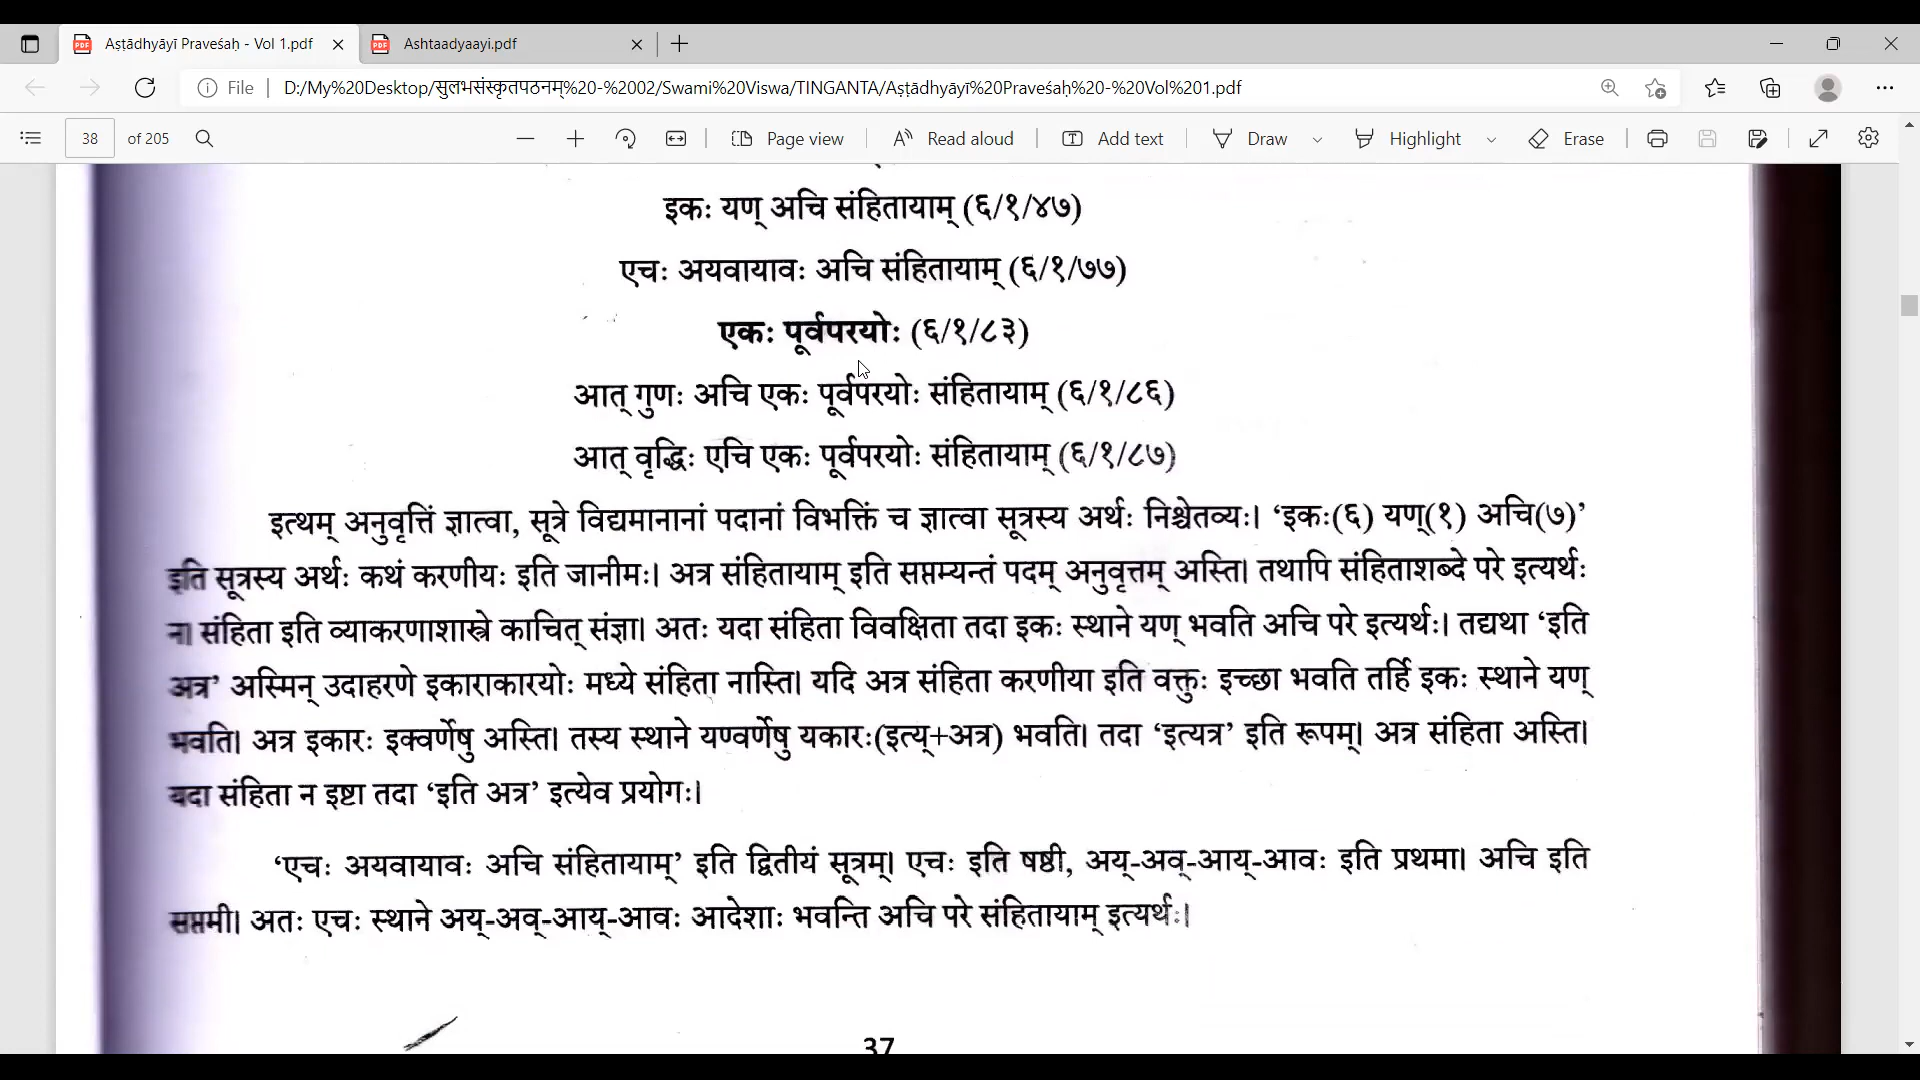 Aṣṭādhyāyī Praveśaḥ - Vol 1.pdf
Ashtaadyaayi.pdf
File
D:/My%20Desktop/सुलभसंस्कृतपठनम्%20-%2002/Swami%20Viswa/TINGANTA/Aṣṭādhyāyī%20Praveśaḥ%20-%20Vol%201.pdf
38 of 205
Page view
Read aloud
Add text
Draw
Highlight
Erase
इकः यण् अचि संहितायाम् (६/१/४७)
एचः अयवायावः अचि संहितायाम् (६/१/७७)
एकः पूर्वपरयोः (६/१/८३)
आत् गुणः अचि एकः पूर्वपरयोः संहितायाम् (६/१/८६)
आत् वृद्धिः एचि एकः पूर्वपरयोः संहितायाम् (६/१/८७)
इत्थम् अनुवृत्तिं ज्ञात्वा, सूत्रे विद्यमानानां पदानां विभक्तिं च ज्ञात्वा सूत्रस्य अर्थः निश्चेतव्यः। ‘इकः(६) यण्(१) अचि(७)’
इति सूत्रस्य अर्थः कथं करणीयः इति जानीमः। अत्र संहितायाम् इति सप्तम्यन्तं पदम् अनुवृत्तम् अस्ति। तथापि संहिताशब्दे परे इत्यर्थः
न। संहिता इति व्याकरणाशास्त्रे काचित् संज्ञा। अतः यदा संहिता विवक्षिता तदा इकः स्थाने यण् भवति अचि परे इत्यर्थः। तद्यथा ‘इति
अत्र’ अस्मिन् उदाहरणे इकाराकारयोः मध्ये संहिता नास्ति। यदि अत्र संहिता करणीया इति वक्तुः इच्छा भवति तर्हि इकः स्थाने यण्
भवति। अत्र इकारः इक्वर्णेषु अस्ति। तस्य स्थाने यण्वर्णेषु यकारः(इत्य्+अत्र) भवति। तदा ‘इत्यत्र’ इति रूपम्। अत्र संहिता अस्ति।
यदा संहिता न इष्टा तदा ‘इति अत्र’ इत्येव प्रयोगः।
‘एचः अयवायावः अचि संहितायाम्’ इति द्वितीयं सूत्रम्। एचः इति षष्ठी, अय्-अव्-आय्-आवः इति प्रथमा। अचि इति
सप्तमी। अतः एचः स्थाने अय्-अव्-आय्-आवः आदेशाः भवन्ति अचि परे संहितायाम् इत्यर्थः।
37